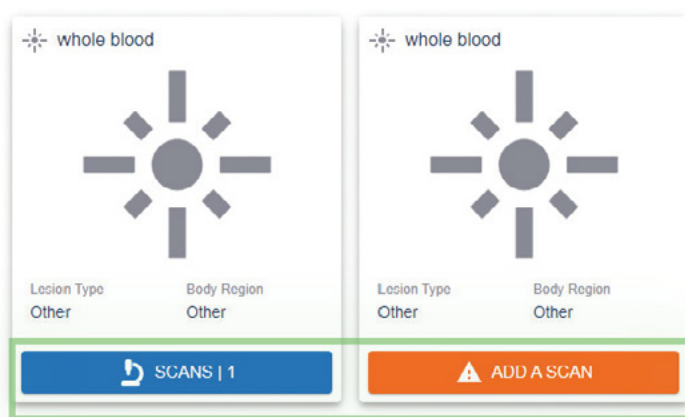 whole blood
whole blood
Lesion Type Body Region
Other Other
Lesion Type Body Region
Other Other
SCANS | 1
ADD A SCAN